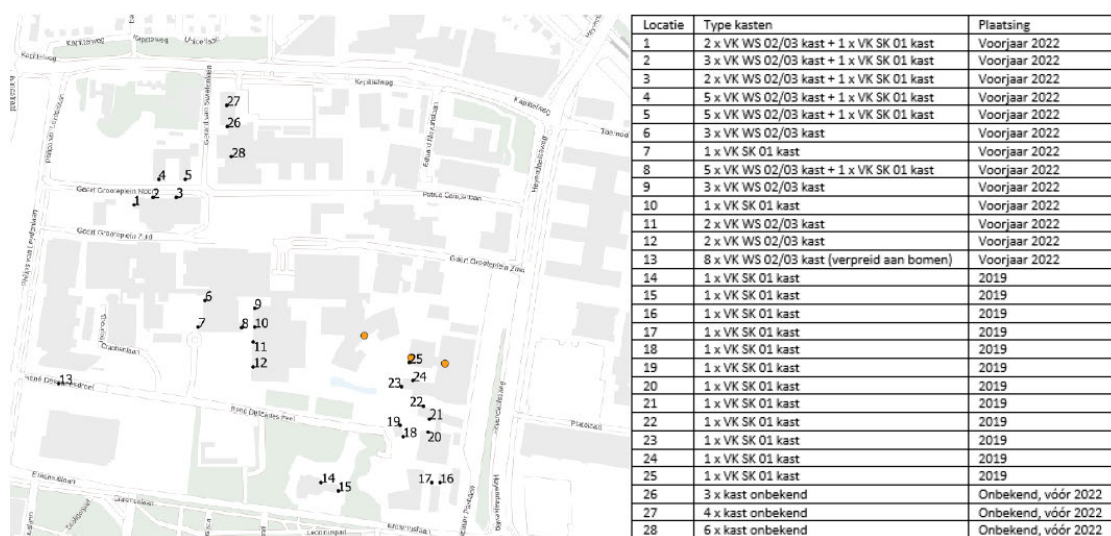 Kapittelweg
Kapittelweg
Kapittelweg
Kapittelweg
Kapittelweg
27
26
28
4
5
Geert Grooteplein Noord
2
3
1
Geert Grooteplein Zuid
Geert Grooteplein Zuid
6
9
7
8
10
11
12
25
13
23
24
René Descartesdreef
22
René Descartesdreef
19
21
18
20
14
15
17
16
Erasmuslaan
Erasmuslaan
Erasmuslaan
Locatie Type kasten Plaatsing
1 2 x VK WS 02/03 kast + 1 x VK SK 01 kast Voorjaar 2022
2 3 x VK WS 02/03 kast + 1 x VK SK 01 kast Voorjaar 2022
3 2 x VK WS 02/03 kast + 1 x VK SK 01 kast Voorjaar 2022
4 5 x VK WS 02/03 kast + 1 x VK SK 01 kast Voorjaar 2022
5 5 x VK WS 02/03 kast + 1 x VK SK 01 kast Voorjaar 2022
6 3 x VK WS 02/03 kast Voorjaar 2022
7 1 x VK SK 01 kast Voorjaar 2022
8 5 x VK WS 02/03 kast + 1 x VK SK 01 kast Voorjaar 2022
9 3 x VK WS 02/03 kast Voorjaar 2022
10 1 x VK SK 01 kast Voorjaar 2022
11 2 x VK WS 02/03 kast Voorjaar 2022
12 2 x VK WS 02/03 kast Voorjaar 2022
13 8 x VK WS 02/03 kast (verpreid aan bomen) Voorjaar 2022
14 1 x VK SK 01 kast 2019
15 1 x VK SK 01 kast 2019
16 1 x VK SK 01 kast 2019
17 1 x VK SK 01 kast 2019
18 1 x VK SK 01 kast 2019
19 1 x VK SK 01 kast 2019
20 1 x VK SK 01 kast 2019
21 1 x VK SK 01 kast 2019
22 1 x VK SK 01 kast 2019
23 1 x VK SK 01 kast 2019
24 1 x VK SK 01 kast 2019
25 1 x VK SK 01 kast 2019
26 3 x kast onbekend Onbekend, vóór 2022
27 4 x kast onbekend Onbekend, vóór 2022
28 6 x kast onbekend Onbekend, vóór 2022